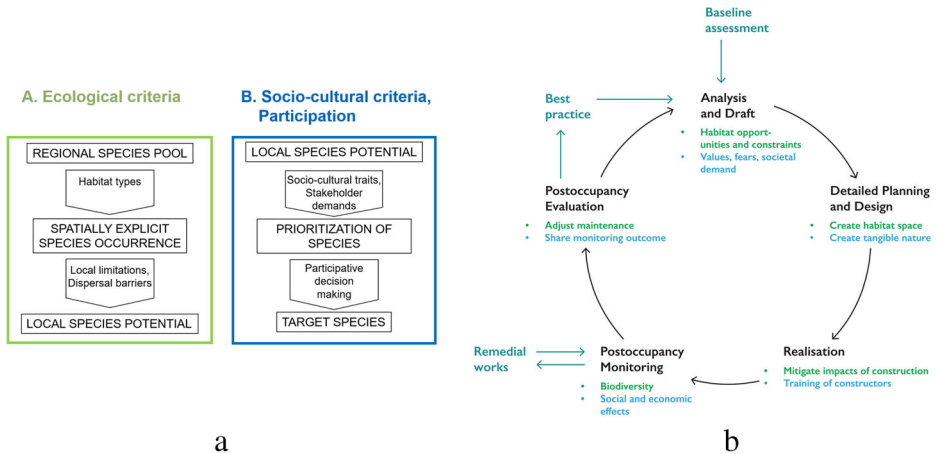 A. Ecological criteria
REGIONAL SPECIES POOL
Habitat types
SPATIALLY EXPLICIT
SPECIES OCCURRENCE
Local limitations,
Dispersal barriers
LOCAL SPECIES POTENTIAL
B. Socio-cultural criteria,
Participation
LOCAL SPECIES POTENTIAL
Socio-cultural traits,
Stakeholder
demands
PRIORITIZATION OF
SPECIES
Participative
decision
making
TARGET SPECIES
a
Baseline
assessment
Best
practice
Analysis
and Draft
• Habitat opport-
unities and constraints
• Values, fears, societal
demand
Detailed Planning
and Design
• Create habitat space
• Create tangible nature
Realisation
• Mitigate impacts of construction
• Training of constructors
Postoccupancy
Monitoring
• Biodiversity
• Social and economic
effects
Remedial
works
Postoccupancy
Evaluation
• Adjust maintenance
• Share monitoring outcome
b